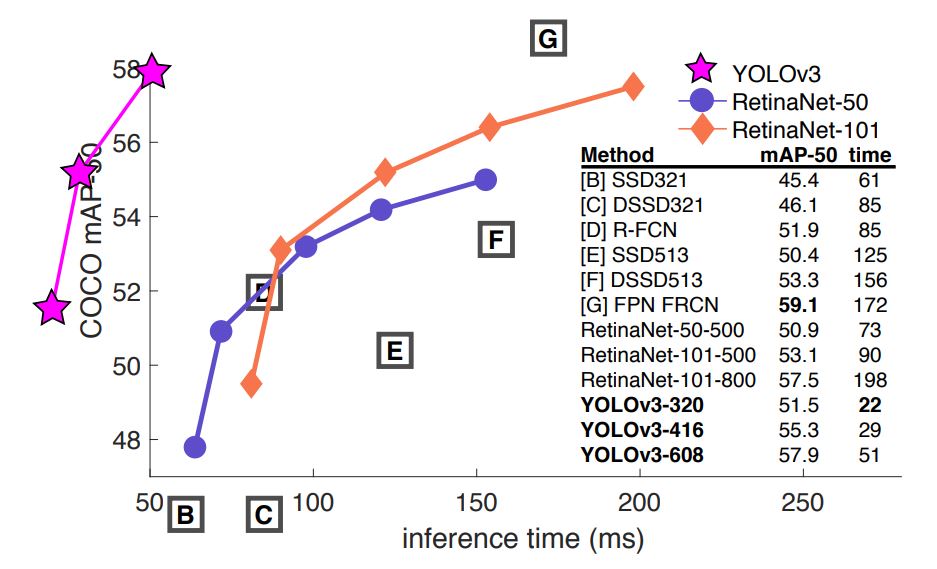 G
58
56
54
52
50
48
COCO mAP-50
D
F
E
B
C
50
100
150
200
250
inference time (ms)
YOLOv3
RetinaNet-50
RetinaNet-101
Method mAP-50 time
[B] SSD321 45.4 61
[C] DSSD321 46.1 85
[D] R-FCN 51.9 85
[E] SSD513 50.4 125
[F] DSSD513 53.3 156
[G] FPN FRCN 59.1 172
RetinaNet-50-500 50.9 73
RetinaNet-101-500 53.1 90
RetinaNet-101-800 57.5 198
YOLOv3-320 51.5 22
YOLOv3-416 55.3 29
YOLOv3-608 57.9 51